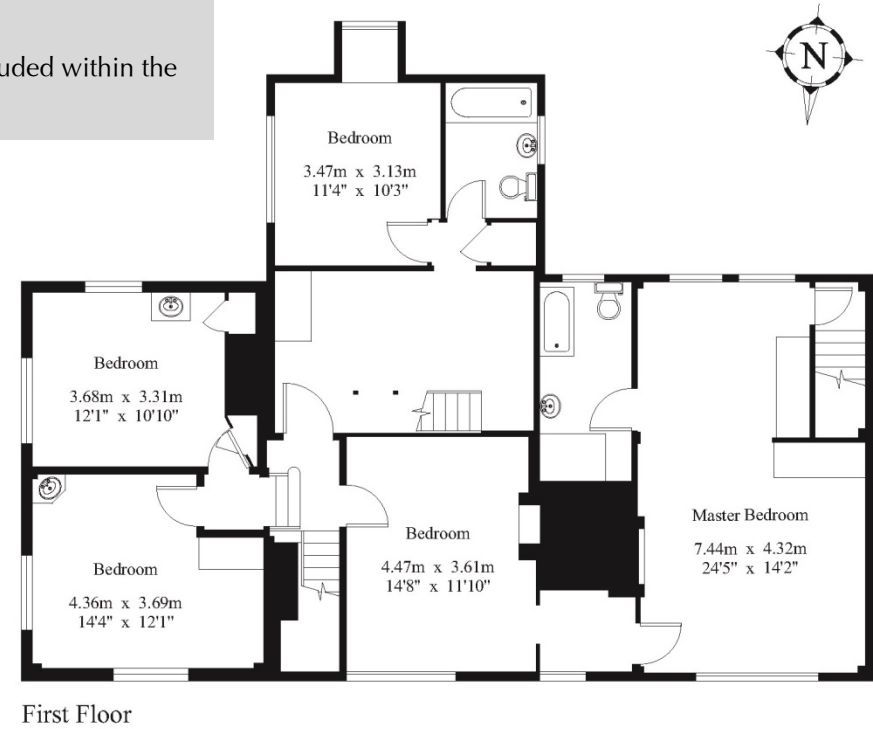 uded within the
N
Bedroom
3.47m x 3.13m
11'4" x 10'3"
Bedroom
3.68m x 3.31m
12'1" x 10'10"
Bedroom
4.36m x 3.69m
14'4" x 12'1"
Bedroom
4.47m x 3.61m
14'8" x 11'10"
Master Bedroom
7.44m x 4.32m
24'5" x 14'2"
First Floor